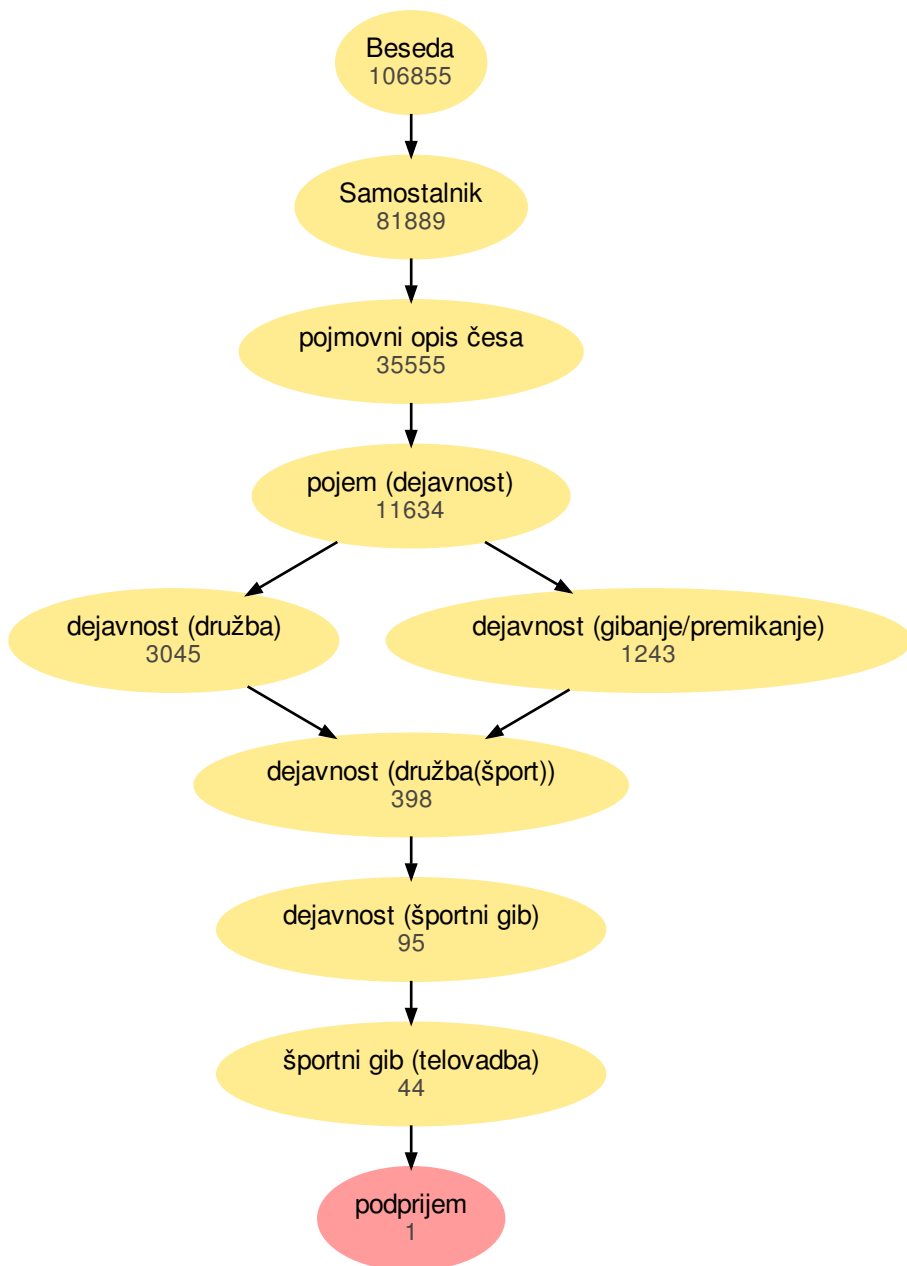 Beseda
106855
Samostalnik
81889
pojmovni opis česa
35555
pojem (dejavnost)
11634
dejavnost (družba)
3045
dejavnost (gibanje/premikanje)
1243
dejavnost (družba(šport))
398
dejavnost (športni gib)
95
športni gib (telovadba)
44
podprijem
1